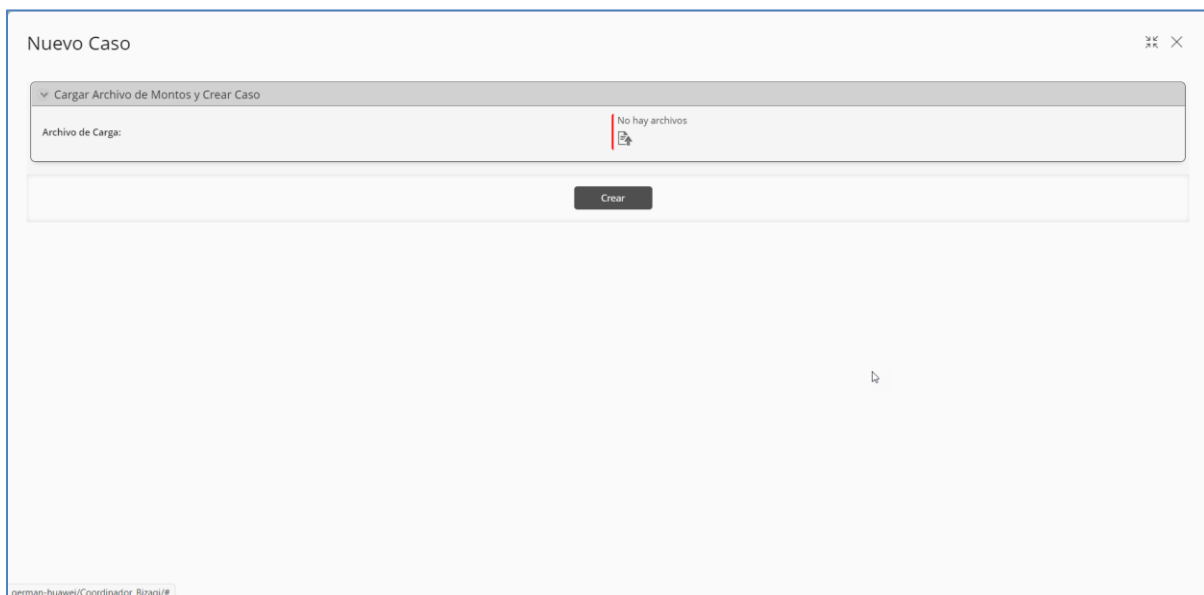 Nuevo Caso
Cargar Archivo de Montos y Crear Caso
Archivo de Carga:
No hay archivos
Crear
german-huawei/Coordinador_Bizagi/#